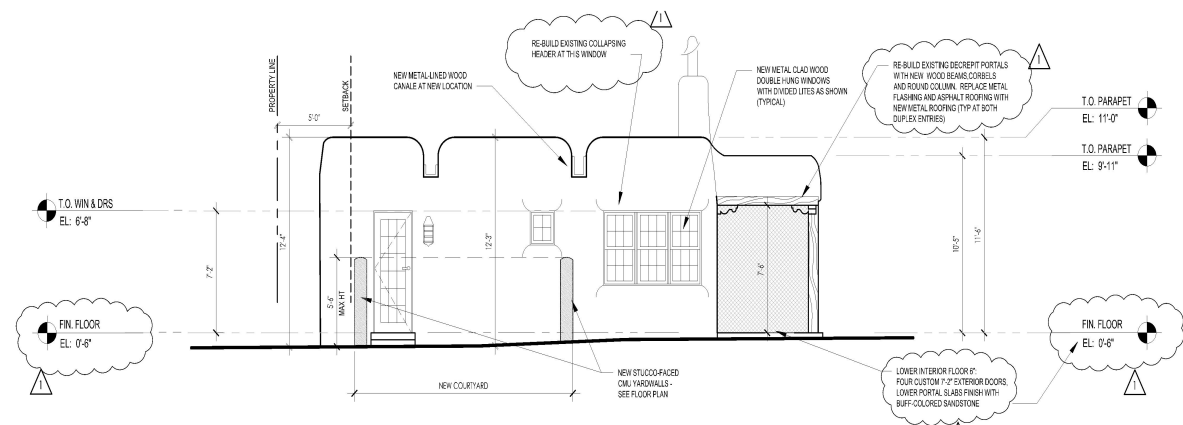 RE-BUILD EXISTING COLLAPSING
HEADER AT THIS WINDOW
1
NEW METAL-LINED WOOD
CANALE AT NEW LOCATION
NEW METAL CLAD WOOD
DOUBLE HUNG WINDOWS
WITH DIVIDED LITES AS SHOWN
(TYPICAL)
RE-BUILD EXISTING DECREPIT PORTALS
WITH NEW WOOD BEAMS,CORBELS
AND ROUND COLUMN. REPLACE METAL
FLASHING AND ASPHALT ROOFING WITH
NEW METAL ROOFING (TYP AT BOTH
DUPLEX ENTRIES)
1
PROPERTY LINE
SETBACK
5'-0"
T.O. PARAPET
EL: 11'-0"
T.O. PARAPET
EL: 9'-11"
T.O. WIN & DRS
EL: 6'-8"
7'-2"
12'-4"
5'-6"
MAX HT
12'-3"
7'-6"
10'-5"
11'-6"
FIN. FLOOR
EL: 0'-6"
1
FIN. FLOOR
EL: 0'-6"
1
NEW COURTYARD
NEW STUCCO-FACED
CMU YARDWALLS -
SEE FLOOR PLAN
LOWER INTERIOR FLOOR 6":
FOUR CUSTOM 7'-2" EXTERIOR DOORS,
LOWER PORTAL SLABS FINISH WITH
BUFF-COLORED SANDSTONE